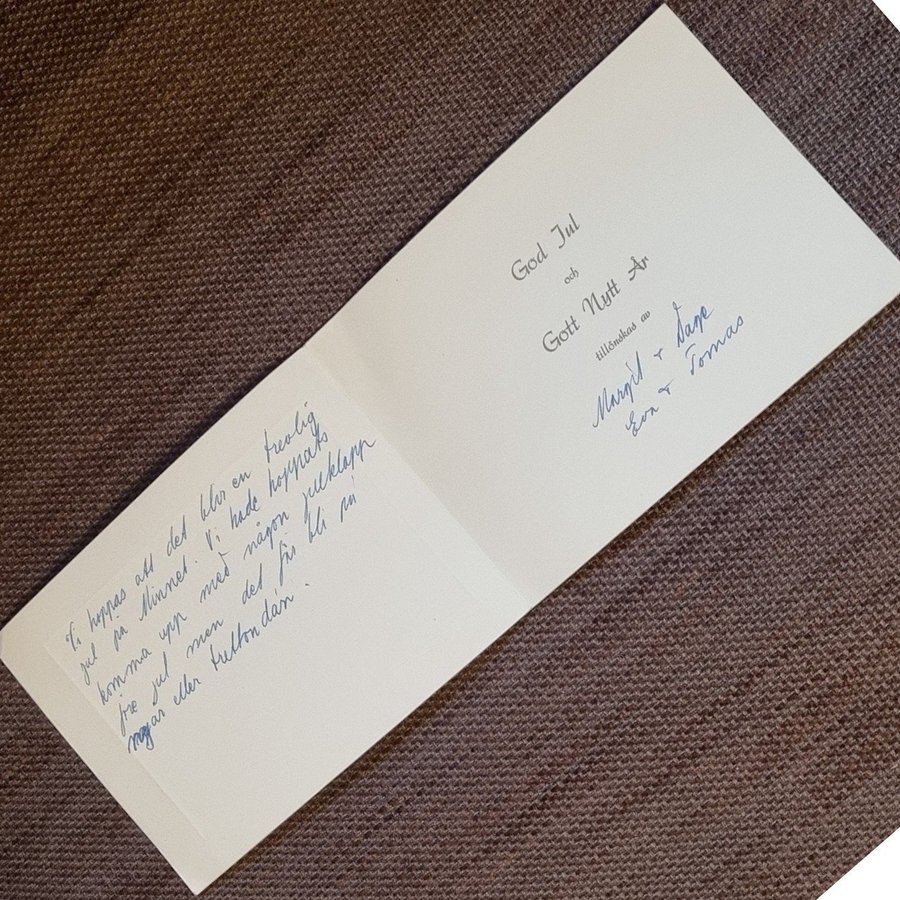 Vi hoppas att det blir en trevlig
jul på Minnet. Vi hade hoppats
komma upp med någon julklapp
före jul men det får bli på
nyår eller trettondan.
God Jul
och
Gott Nytt År
tillönskas av
Margit + Dage
Eva + Tomas